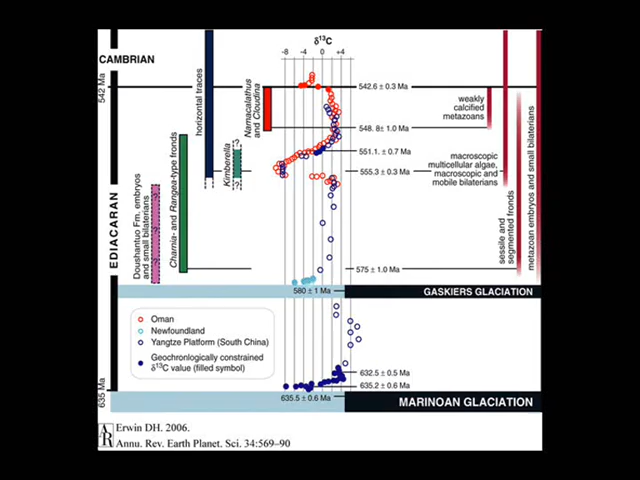 δ¹³C
-8 -4 0 +4
CAMBRIAN
542 Ma
EDIACARAN
635 Ma
Doushantuo Fm. embryos
and small bilaterians
? ? ?
Charnia- and Rangea-type fronds
horizontal traces
? ?
Kimberella
? ?
Namacalathus
and Cloudina
542.6 ± 0.3 Ma
548. 8± 1.0 Ma
551.1. ± 0.7 Ma
555.3 ± 0.3 Ma
575 ± 1.0 Ma
weakly
calcified
metazoans
macroscopic
multicellular algae,
macroscopic and
mobile bilaterians
sessile and
segmented fronds
metazoan embryos and small bilaterians
580 ± 1 Ma
GASKIERS GLACIATION
Oman
Newfoundland
Yangtze Platform (South China)
Geochronlogically constrained
δ¹³C value (filled symbol)
632.5 ± 0.5 Ma
635.2 ± 0.6 Ma
635.5 ± 0.6 Ma
MARINOAN GLACIATION
AR
Erwin DH. 2006.
Annu. Rev. Earth Planet. Sci. 34:569–90